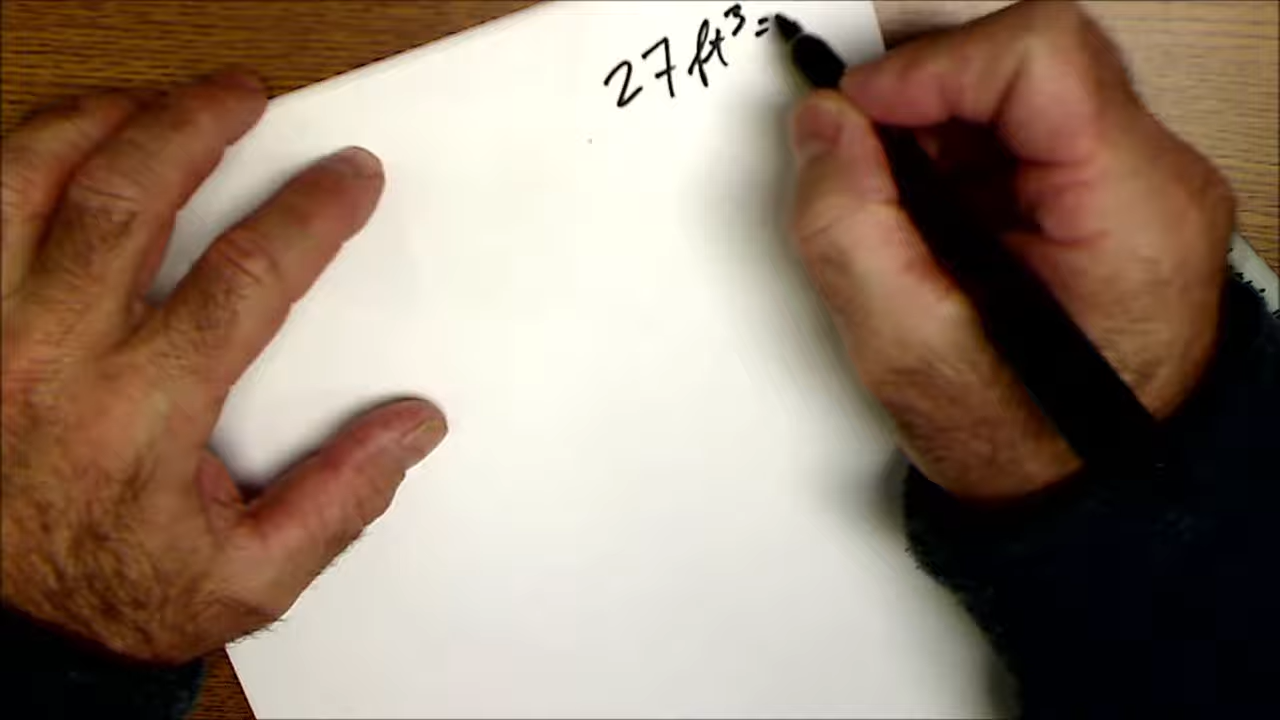 27 ft³ =